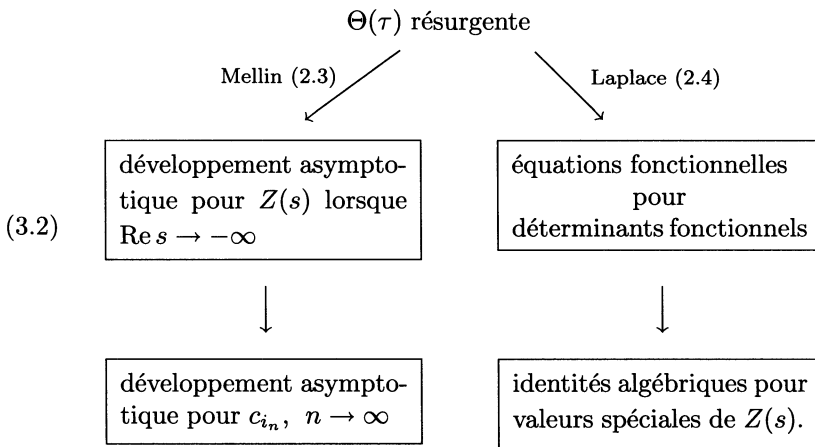 Θ(τ) résurgente
Mellin (2.3)
Laplace (2.4)
développement asympto-
tique pour Z(s) lorsque
Re s → −∞
équations fonctionnelles
pour
déterminants fonctionnels
(3.2)
développement asympto-
tique pour c_{i_n}, n → ∞
identités algébriques pour
valeurs spéciales de Z(s).